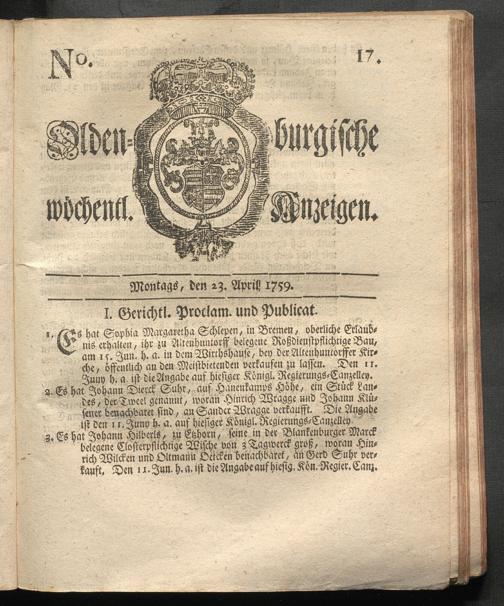 No. 17.
Olden= burgische
wöchentl. Anzeigen.
Montags, den 23. April 1759.
I. Gerichtl. Proclam. und Publicat.
1. Es hat Sophia Margaretha Schlepen, in Bremen, oberliche Erlaub-
niß erhalten, ihr zu Altenhuntorff belegene Roßdienstpflichtige Bau,
am 15. Jun. h. a. in dem Wirthshause, bey der Altenhuntorffer Kir-
che, öffentlich an den Meistbietenden verkaufen zu lassen. Den 11.
Juny h. a. ist die Angabe auf hiesiger Königl. Regierungs-Canzelley.
2. Es hat Johann Dierck Suhr, auf Hanenkamps Höhe, ein Stück Lan-
des, der Tweel genannt, woran Hinrich Wragge und Johann Klü-
sener benachbaret sind, an Sander Wragge verkaufft. Die Angabe
ist den 11. Juny h. a. auf hiesiger Königl. Regierungs-Canzelley
3. Es hat Johann Hilberls, zu Ezhorn, seine in der Blankenburger Marck
belegene Closterpflichtige Wische von 3 Tagwerck groß, woran Hin-
rich Wilcken und Oltmann Oetcken benachbaret, an Gerd Suhr ver-
kauft, Den 11. Jun. h. a. ist die Angabe auf hiesig. Kön. Regier. Canz.